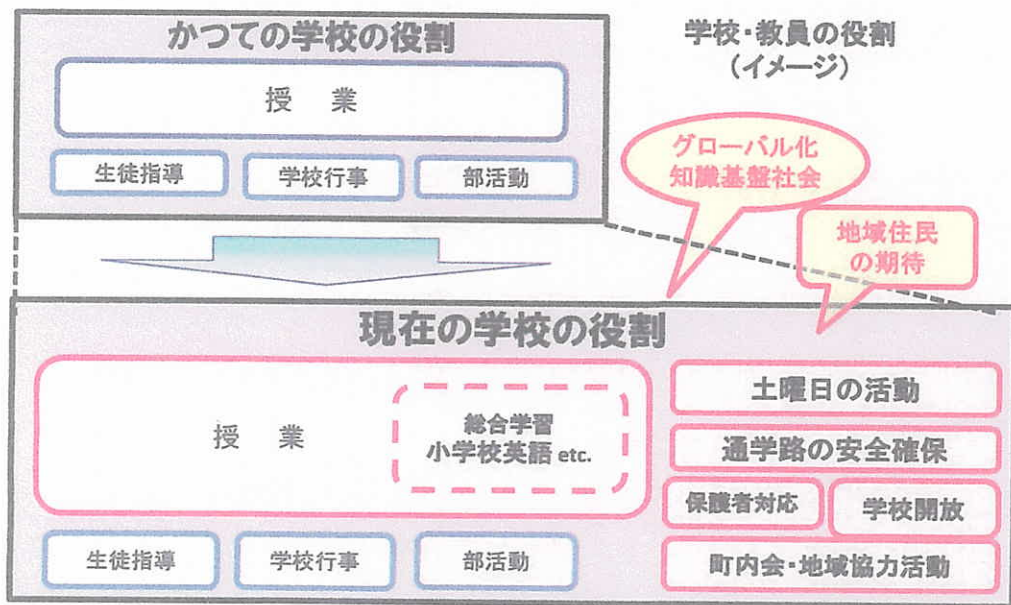 かつての学校の役割
学校・教員の役割
(イメージ)
授 業
生徒指導
学校行事
部活動
グローバル化
知識基盤社会
地域住民
の期待
現在の学校の役割
授 業
総合学習
小学校英語 etc.
土曜日の活動
通学路の安全確保
保護者対応
学校開放
生徒指導
学校行事
部活動
町内会・地域協力活動